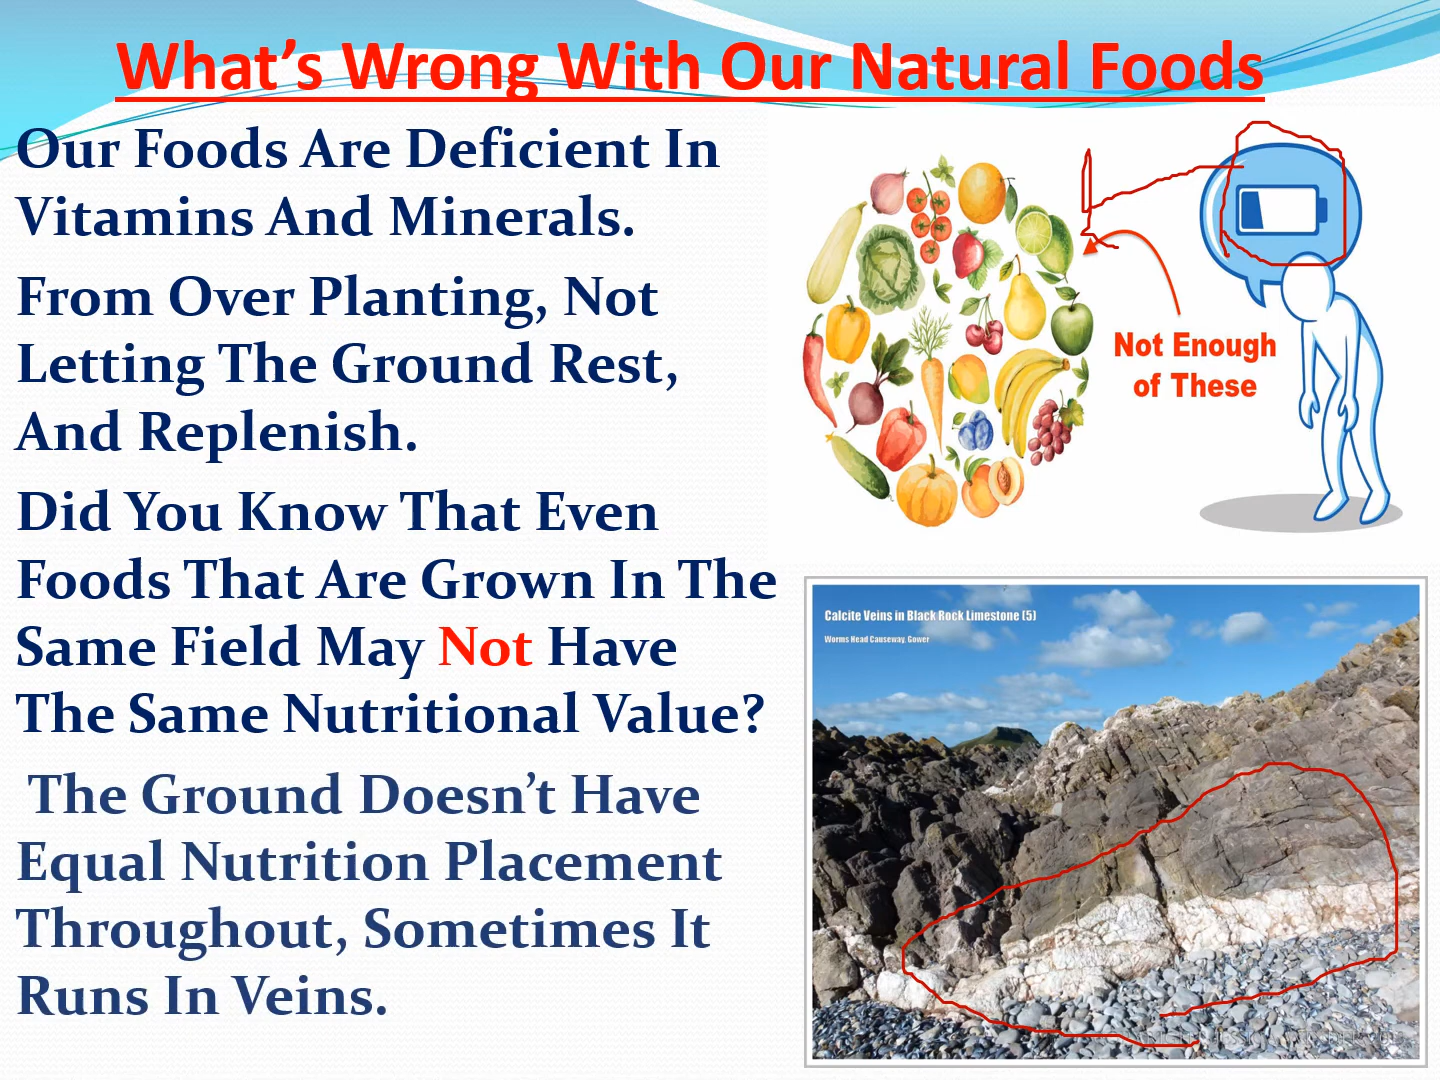 What’s Wrong With Our Natural Foods
Our Foods Are Deficient In
Vitamins And Minerals.
From Over Planting, Not
Letting The Ground Rest,
And Replenish.
Did You Know That Even
Foods That Are Grown In The
Same Field May Not Have
The Same Nutritional Value?
The Ground Doesn’t Have
Equal Nutrition Placement
Throughout, Sometimes It
Runs In Veins.
Not Enough
of These
Calcite Veins in Black Rock Limestone (5)
Worms Head Causeway, Gower